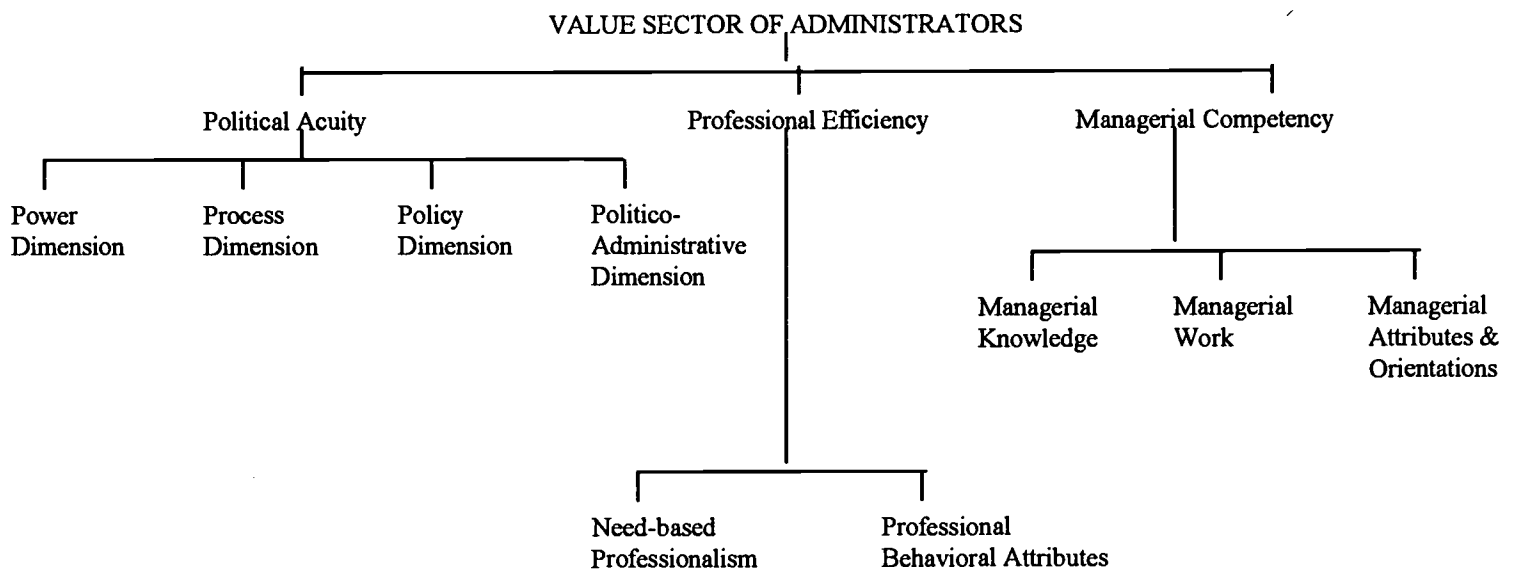 VALUE SECTOR OF ADMINISTRATORS
Political Acuity
Professional Efficiency
Managerial Competency
Power
Dimension
Process
Dimension
Policy
Dimension
Politico-
Administrative
Dimension
Managerial
Knowledge
Managerial
Work
Managerial
Attributes &
Orientations
Need-based
Professionalism
Professional
Behavioral Attributes